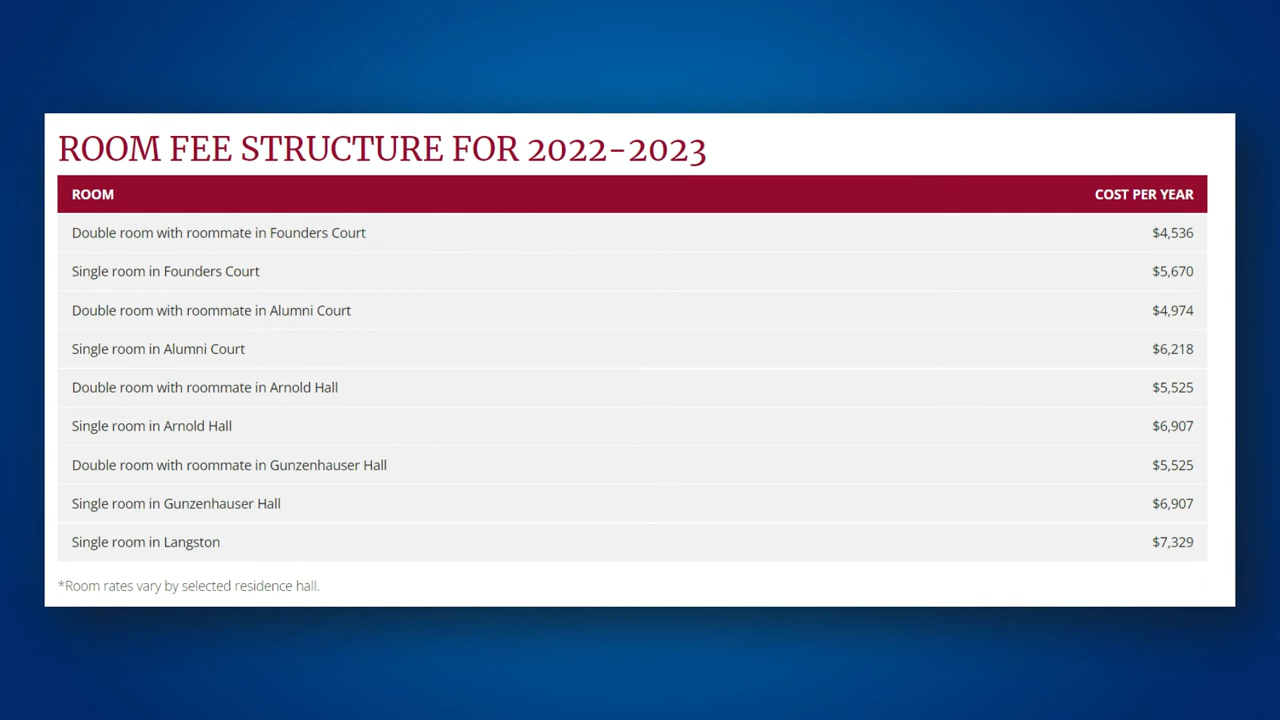 ROOM FEE STRUCTURE FOR 2022-2023
ROOM COST PER YEAR
Double room with roommate in Founders Court $4,536
Single room in Founders Court $5,670
Double room with roommate in Alumni Court $4,974
Single room in Alumni Court $6,218
Double room with roommate in Arnold Hall $5,525
Single room in Arnold Hall $6,907
Double room with roommate in Gunzenhauser Hall $5,525
Single room in Gunzenhauser Hall $6,907
Single room in Langston $7,329
*Room rates vary by selected residence hall.